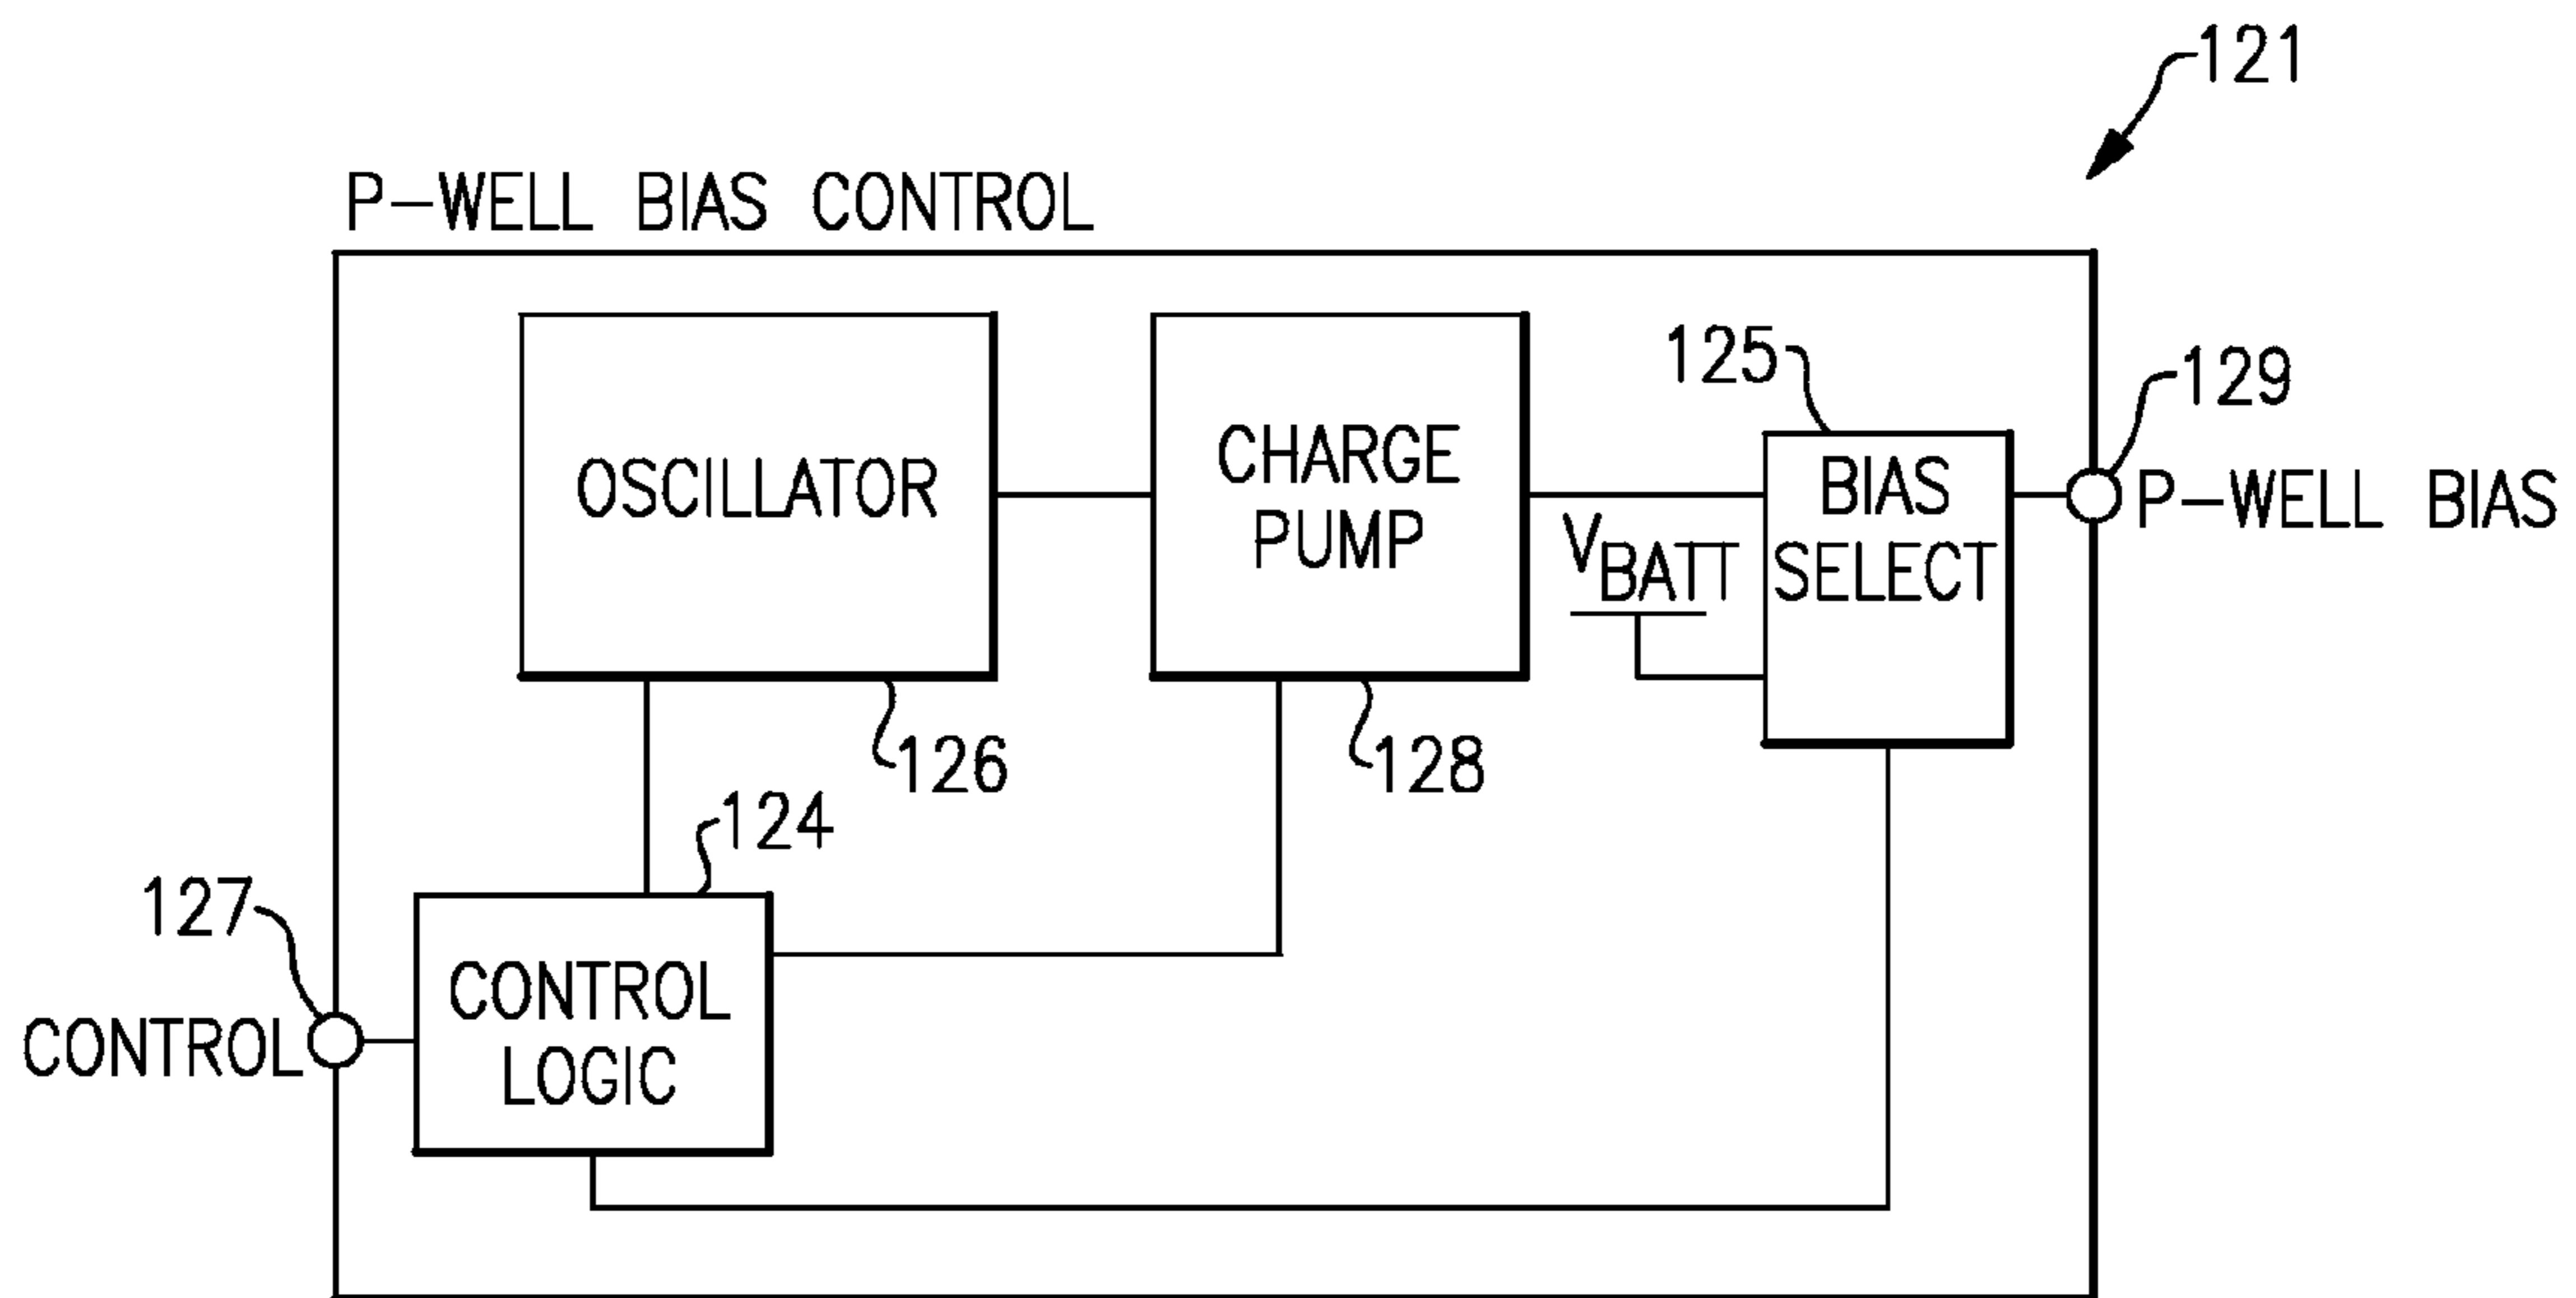 121
P-WELL BIAS CONTROL
125
129
OSCILLATOR
CHARGE
PUMP
BIAS
SELECT
VBATT
P-WELL BIAS
126
128
124
127
CONTROL
LOGIC
CONTROL